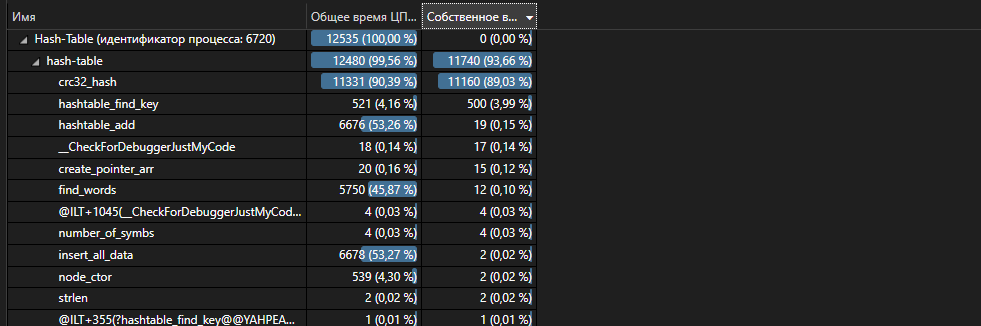 Имя Общее время ЦП... Собственное в...
Hash-Table (идентификатор процесса: 6720) 12535 (100,00 %) 0 (0,00 %)
hash-table 12480 (99,56 %) 11740 (93,66 %)
crc32_hash 11331 (90,39 %) 11160 (89,03 %)
hashtable_find_key 521 (4,16 %) 500 (3,99 %)
hashtable_add 6676 (53,26 %) 19 (0,15 %)
__CheckForDebuggerJustMyCode 18 (0,14 %) 17 (0,14 %)
create_pointer_arr 20 (0,16 %) 15 (0,12 %)
find_words 5750 (45,87 %) 12 (0,10 %)
@ILT+1045(__CheckForDebuggerJustMyCod... 4 (0,03 %) 4 (0,03 %)
number_of_symbs 4 (0,03 %) 4 (0,03 %)
insert_all_data 6678 (53,27 %) 2 (0,02 %)
node_ctor 539 (4,30 %) 2 (0,02 %)
strlen 2 (0,02 %) 2 (0,02 %)
@ILT+355(?hashtable_find_key@@YAHPEA... 1 (0,01 %) 1 (0,01 %)